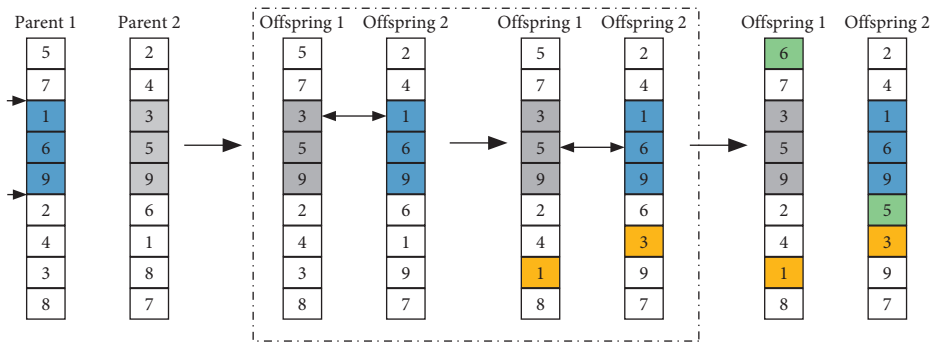 Parent 1 Parent 2 Offspring 1 Offspring 2 Offspring 1 Offspring 2 Offspring 1 Offspring 2
5 2 5 2 5 2 6 2
7 4 7 4 7 4 7 4
1 3 3 1 3 1 3 1
6 5 5 6 5 6 5 6
9 9 9 9 9 9 9 9
2 6 2 6 2 6 2 5
4 1 4 1 4 3 4 3
3 8 3 9 1 9 1 9
8 7 8 7 8 7 8 7